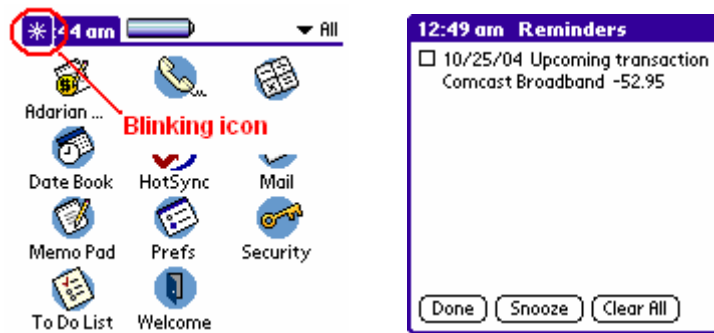 :44 am
All
Adarian ...
Blinking icon
Date Book
HotSync
Mail
Memo Pad
Prefs
Security
To Do List
Welcome
12:49 am Reminders
10/25/04 Upcoming transaction
Comcast Broadband -52.95
Done
Snooze
Clear All